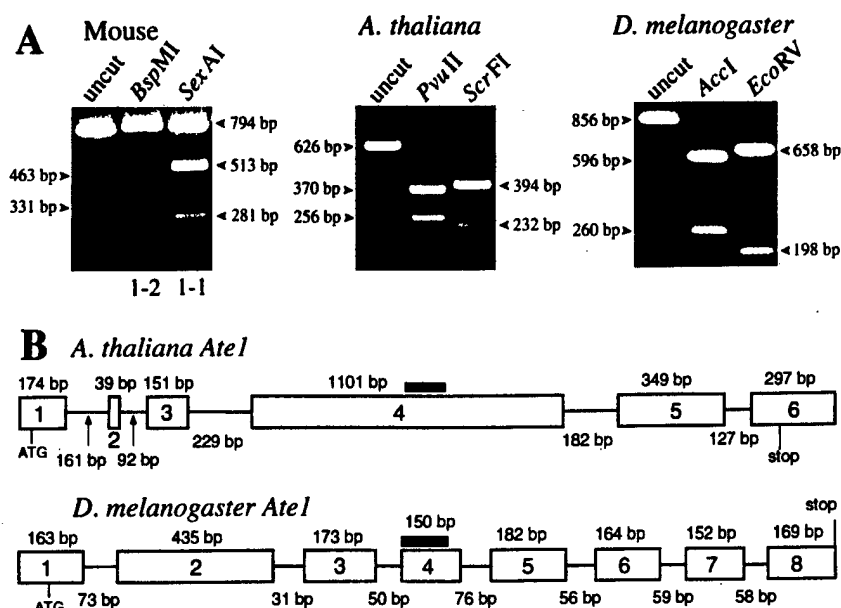 A
Mouse
A. thaliana
D. melanogaster
uncut
BspMI
SexAI
uncut
PvuII
ScrFI
uncut
AccI
EcoRV
794 bp
513 bp
463 bp
331 bp
281 bp
1-2
1-1
626 bp
370 bp
256 bp
394 bp
232 bp
856 bp
596 bp
260 bp
658 bp
198 bp
B
A. thaliana Ate1
174 bp 39 bp 151 bp 1101 bp 349 bp 297 bp
1 2 3 4 5 6
ATG
161 bp 92 bp 229 bp 182 bp 127 bp
stop
D. melanogaster Ate1
163 bp 435 bp 173 bp 150 bp 182 bp 164 bp 152 bp 169 bp
stop
1 2 3 4 5 6 7 8
ATG
73 bp 31 bp 50 bp 76 bp 56 bp 59 bp 58 bp